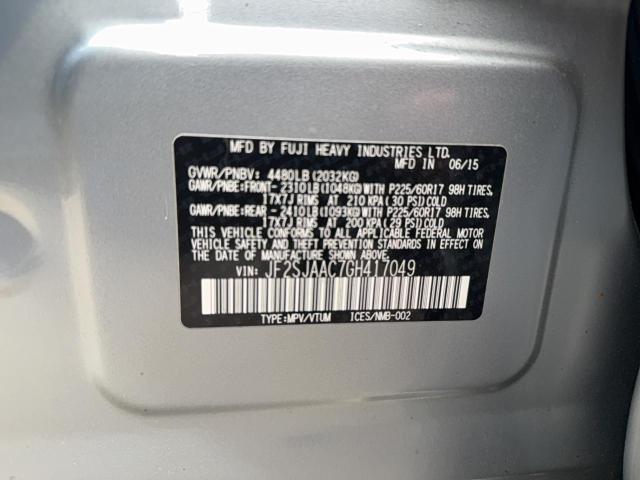 MFD BY FUJI HEAVY INDUSTRIES LTD.
MFD IN 06/15
GVWR/PNBV: 4480LB(2032KG)
GAWR/PNBE:FRONT- 2310LB(1048KG)WITH P225/60R17 98H TIRES,
17X7J RIMS AT 210KPA(30 PSI)COLD
GAWR/PNBE:REAR - 2410LB(1093KG)WITH P225/60R17 98H TIRES,
17X7J RIMS AT 200KPA(29 PSI)COLD
THIS VEHICLE CONFORMS TO ALL APPLICABLE FEDERAL MOTOR
VEHICLE SAFETY AND THEFT PREVENTION STANDARDS IN EFFECT ON
THE DATE OF MANUFACTURE SHOWN ABOVE.
VIN: JF2SJAAC7GH417049
TYPE:MPV/VTUM ICES/NMB-002